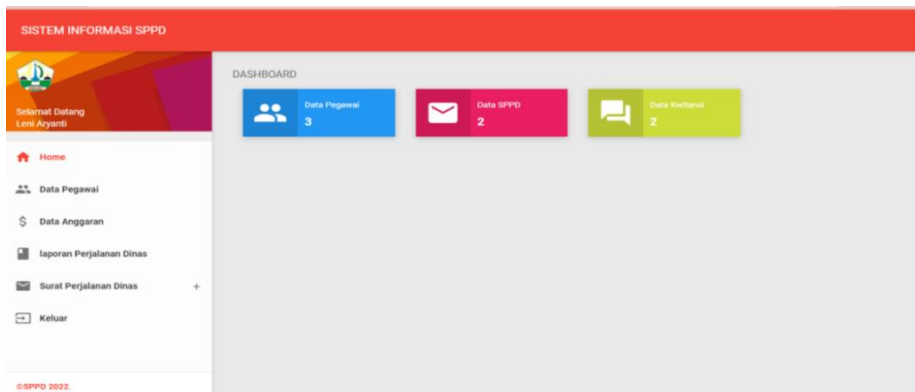 SISTEM INFORMASI SPPD
Selamat Datang
Leni Aryanti
Home
Data Pegawai
$ Data Anggaran
laporan Perjalanan Dinas
Surat Perjalanan Dinas +
Keluar
©SPPD 2022.
DASHBOARD
Data Pegawai
3
Data SPPD
2
Data Kwitansi
2